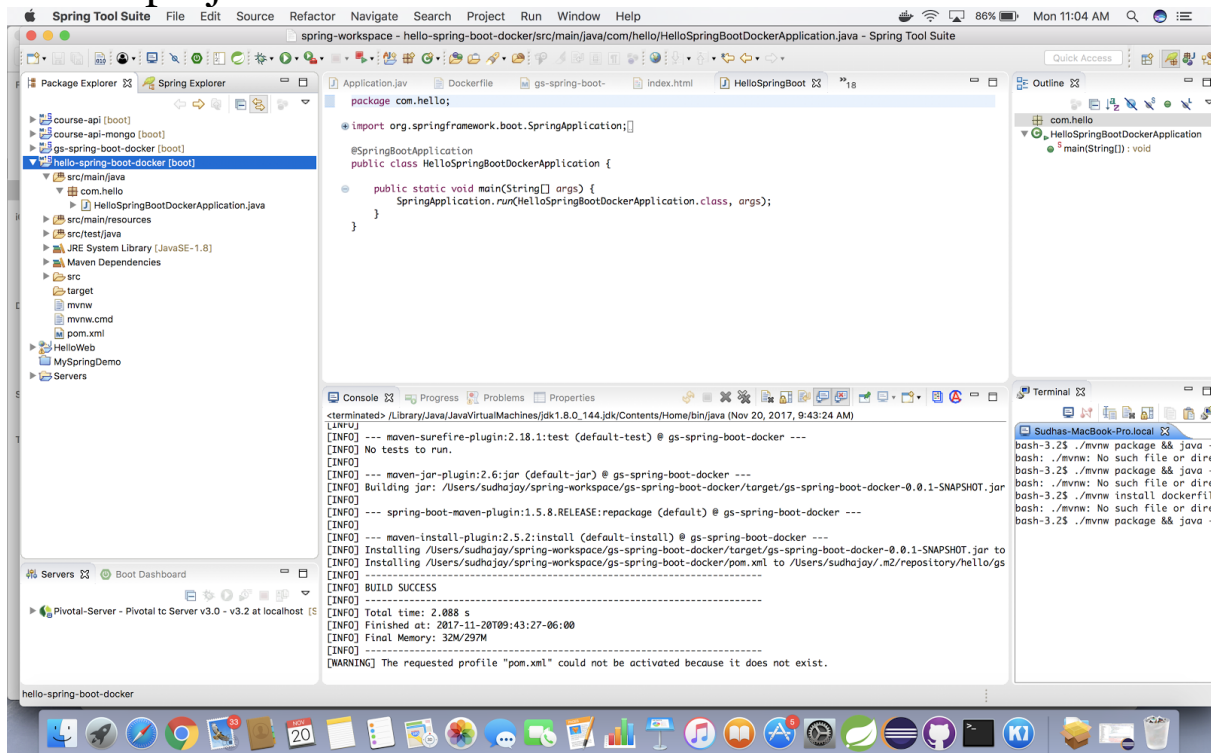 Spring Tool Suite File Edit Source Refactor Navigate Search Project Run Window Help 86% Mon 11:04 AM
spring-workspace - hello-spring-boot-docker/src/main/java/com/hello/HelloSpringBootDockerApplication.java - Spring Tool Suite
Quick Access
Package Explorer Spring Explorer
course-api [boot]
course-api-mongo [boot]
gs-spring-boot-docker [boot]
hello-spring-boot-docker [boot]
src/main/java
com.hello
HelloSpringBootDockerApplication.java
src/main/resources
src/test/java
JRE System Library [JavaSE-1.8]
Maven Dependencies
src
target
mvnw
mvnw.cmd
pom.xml
HelloWeb
MySpringDemo
Servers
Application.jav Dockerfile gs-spring-boot- index.html HelloSpringBoot »18
package com.hello;
import org.springframework.boot.SpringApplication;
@SpringBootApplication
public class HelloSpringBootDockerApplication {
public static void main(String[] args) {
SpringApplication.run(HelloSpringBootDockerApplication.class, args);
}
}
Outline
com.hello
HelloSpringBootDockerApplication
main(String[]) : void
Console Progress Problems Properties
<terminated> /Library/Java/JavaVirtualMachines/jdk1.8.0_144.jdk/Contents/Home/bin/java (Nov 20, 2017, 9:43:24 AM)
[INFO]
[INFO] --- maven-surefire-plugin:2.18.1:test (default-test) @ gs-spring-boot-docker ---
[INFO] No tests to run.
[INFO]
[INFO] --- maven-jar-plugin:2.6:jar (default-jar) @ gs-spring-boot-docker ---
[INFO] Building jar: /Users/sudhajay/spring-workspace/gs-spring-boot-docker/target/gs-spring-boot-docker-0.0.1-SNAPSHOT.jar
[INFO]
[INFO] --- spring-boot-maven-plugin:1.5.8.RELEASE:repackage (default) @ gs-spring-boot-docker ---
[INFO]
[INFO] --- maven-install-plugin:2.5.2:install (default-install) @ gs-spring-boot-docker ---
[INFO] Installing /Users/sudhajay/spring-workspace/gs-spring-boot-docker/target/gs-spring-boot-docker-0.0.1-SNAPSHOT.jar to
[INFO] Installing /Users/sudhajay/spring-workspace/gs-spring-boot-docker/pom.xml to /Users/sudhajay/.m2/repository/hello/gs
[INFO] ------------------------------------------------------------------------
[INFO] BUILD SUCCESS
[INFO] ------------------------------------------------------------------------
[INFO] Total time: 2.088 s
[INFO] Finished at: 2017-11-20T09:43:27-06:00
[INFO] Final Memory: 32M/297M
[INFO] ------------------------------------------------------------------------
[WARNING] The requested profile "pom.xml" could not be activated because it does not exist.
Terminal
Sudhas-MacBook-Pro.local
bash-3.2$ ./mvnw package && java -
bash: ./mvnw: No such file or dire
bash-3.2$ ./mvnw package && java -
bash: ./mvnw: No such file or dire
bash-3.2$ ./mvnw install dockerfil
bash: ./mvnw: No such file or dire
bash-3.2$ ./mvnw package && java -
Servers Boot Dashboard
Pivotal-Server - Pivotal tc Server v3.0 - v3.2 at localhost [S
hello-spring-boot-docker
33
NOV
20
5